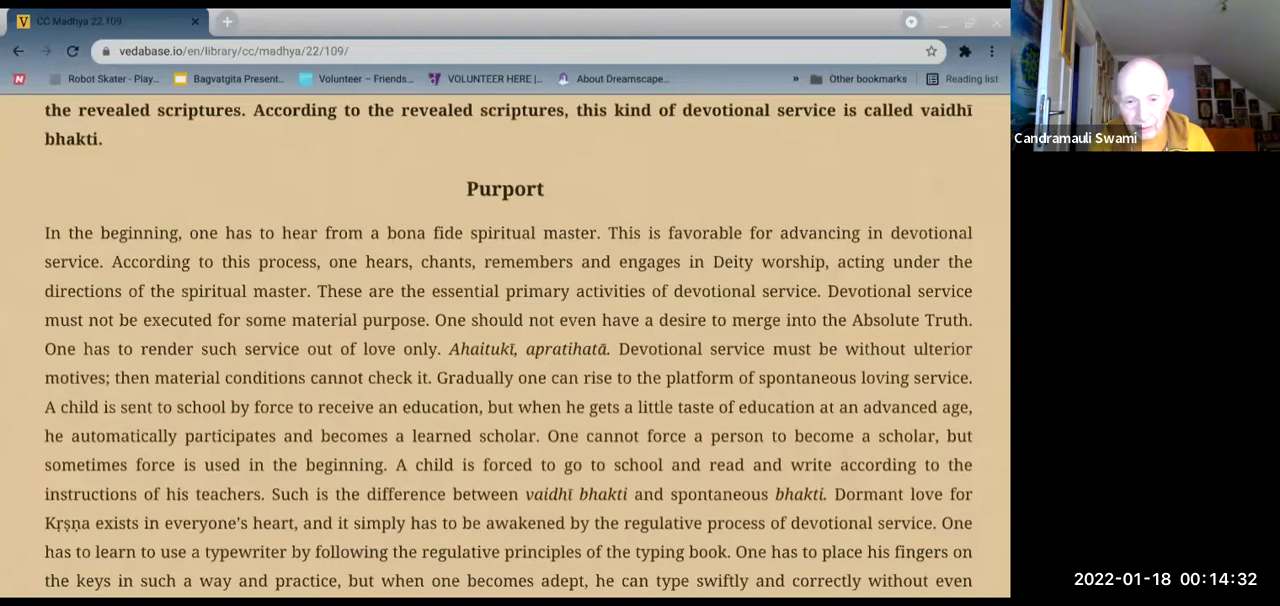 V CC Madhya 22.109
vedabase.io/en/library/cc/madhya/22/109/
N Robot Skater - Play... Bagvatgita Present... Volunteer – Friends... VOLUNTEER HERE |... About Dreamscape... » Other bookmarks Reading list
the revealed scriptures. According to the revealed scriptures, this kind of devotional service is called vaidhī
bhakti.
Purport
In the beginning, one has to hear from a bona fide spiritual master. This is favorable for advancing in devotional
service. According to this process, one hears, chants, remembers and engages in Deity worship, acting under the
directions of the spiritual master. These are the essential primary activities of devotional service. Devotional service
must not be executed for some material purpose. One should not even have a desire to merge into the Absolute Truth.
One has to render such service out of love only. Ahaitukī, apratihatā. Devotional service must be without ulterior
motives; then material conditions cannot check it. Gradually one can rise to the platform of spontaneous loving service.
A child is sent to school by force to receive an education, but when he gets a little taste of education at an advanced age,
he automatically participates and becomes a learned scholar. One cannot force a person to become a scholar, but
sometimes force is used in the beginning. A child is forced to go to school and read and write according to the
instructions of his teachers. Such is the difference between vaidhī bhakti and spontaneous bhakti. Dormant love for
Kṛṣṇa exists in everyone's heart, and it simply has to be awakened by the regulative process of devotional service. One
has to learn to use a typewriter by following the regulative principles of the typing book. One has to place his fingers on
the keys in such a way and practice, but when one becomes adept, he can type swiftly and correctly without even
Candramauli Swami
2022-01-18 00:14:32